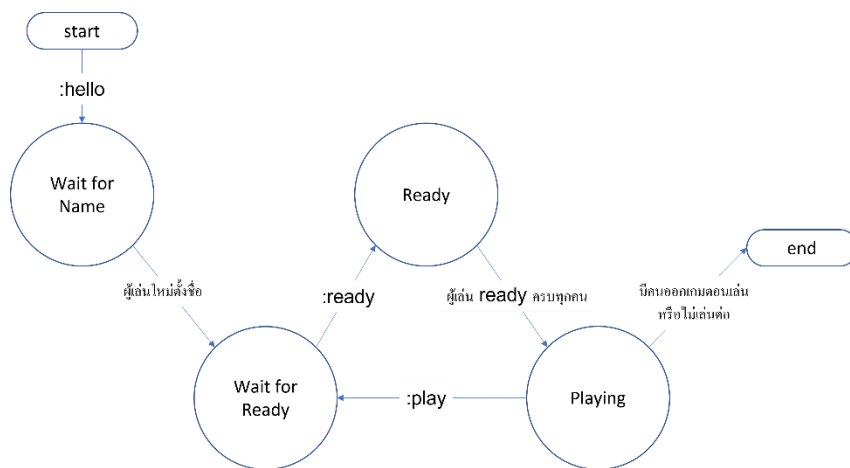 start
:hello
Wait for
Name
Ready
end
ผู้เล่นใหม่ตั้งชื่อ
:ready
ผู้เล่น ready ครบทุกคน
มีคนออกเกมตอนเล่น
หรือไม่เล่นต่อ
Wait for
Ready
:play
Playing